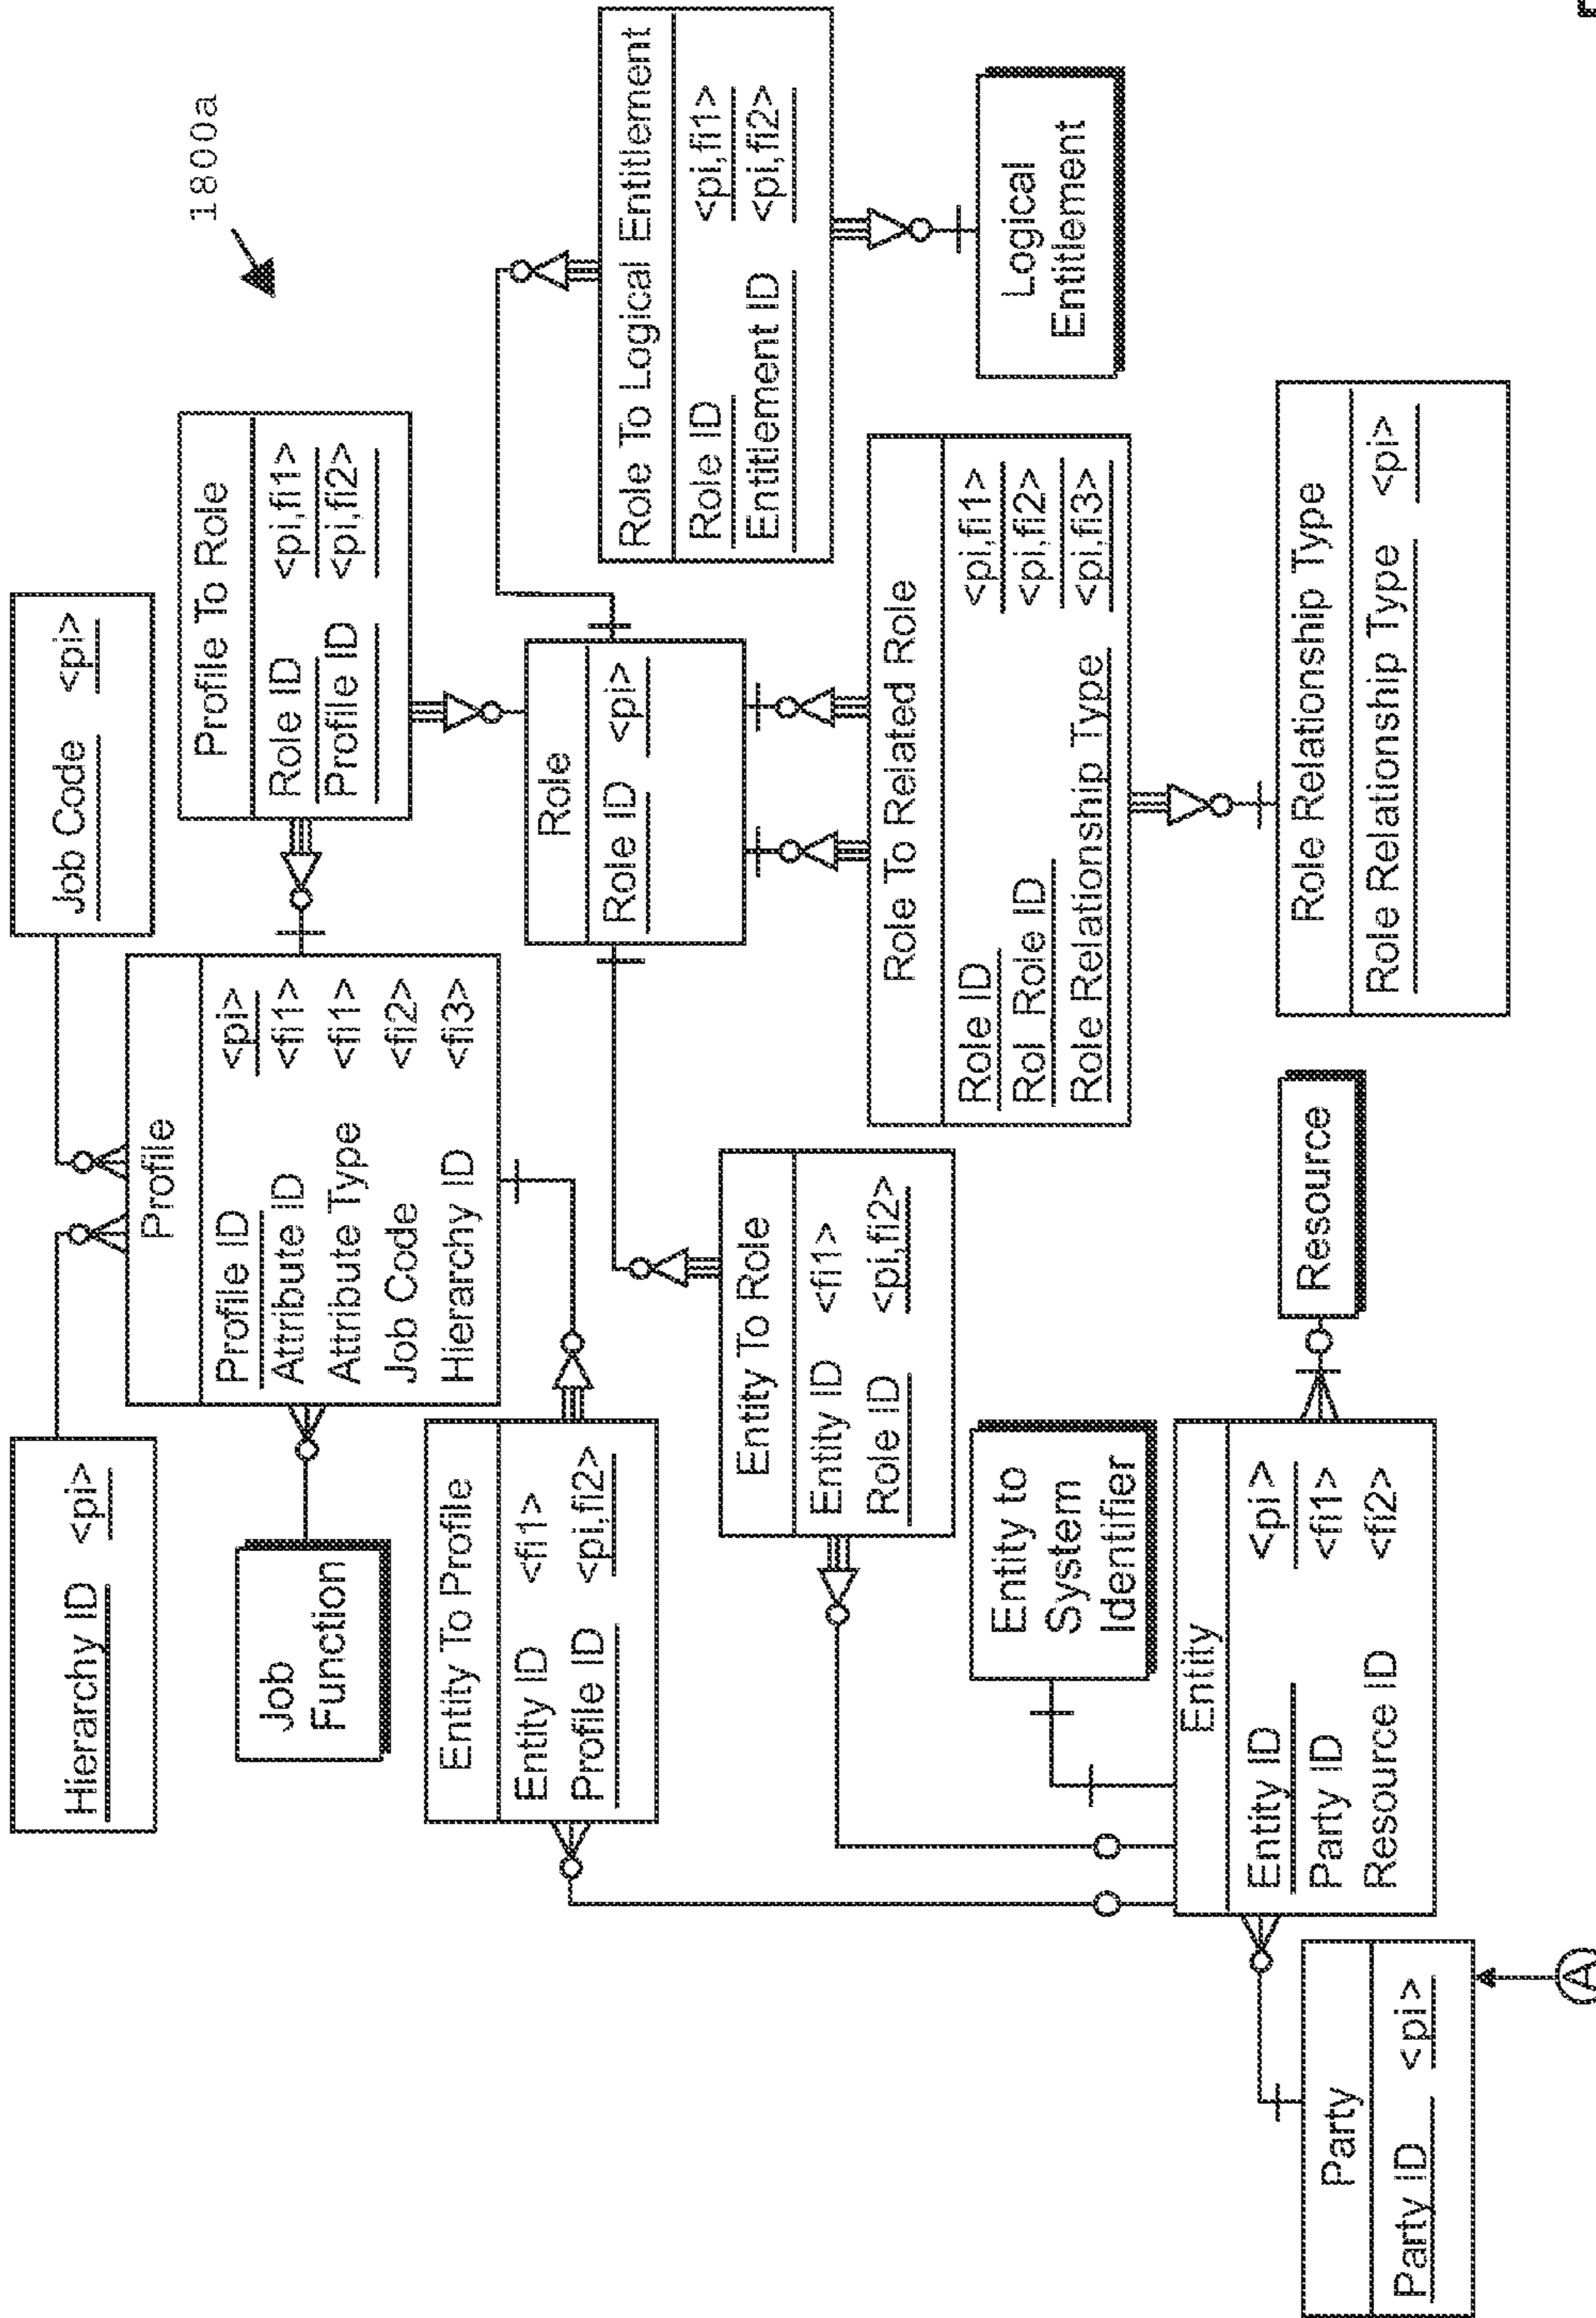 1800a
Hierarchy ID <pi>
Job Code <pi>
Job
Function
Profile
Profile ID <pi>
Attribute ID <fi1>
Attribute Type <fi1>
Job Code <fi2>
Hierarchy ID <fi3>
Profile To Role
Role ID <pi,fi1>
Profile ID <pi,fi2>
Entity To Profile
Entity ID <fi1>
Profile ID <pi,fi2>
Role
Role ID <pi>
Role To Logical Entitlement
Role ID <pi,fi1>
Entitlement ID <pi,fi2>
Entity To Role
Entity ID <fi1>
Role ID <pi,fi2>
Role To Related Role
Role ID <pi,fi1>
Rol_Role ID <pi,fi2>
Role Relationship Type <pi,fi3>
Logical
Entitlement
Entity to
System
Identifier
Entity
Entity ID <pi>
Party ID <fi1>
Resource ID <fi2>
Resource
Role Relationship Type
Role Relationship Type <pi>
Party
Party ID <pi>
A